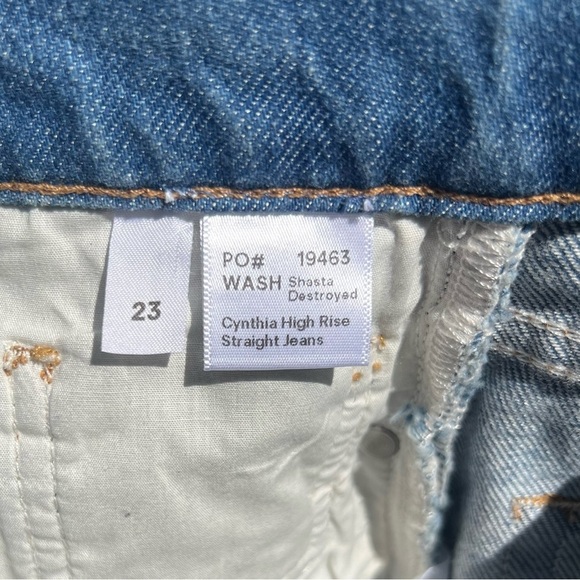 23
PO# 19463
WASH Shasta
Destroyed
Cynthia High Rise
Straight Jeans